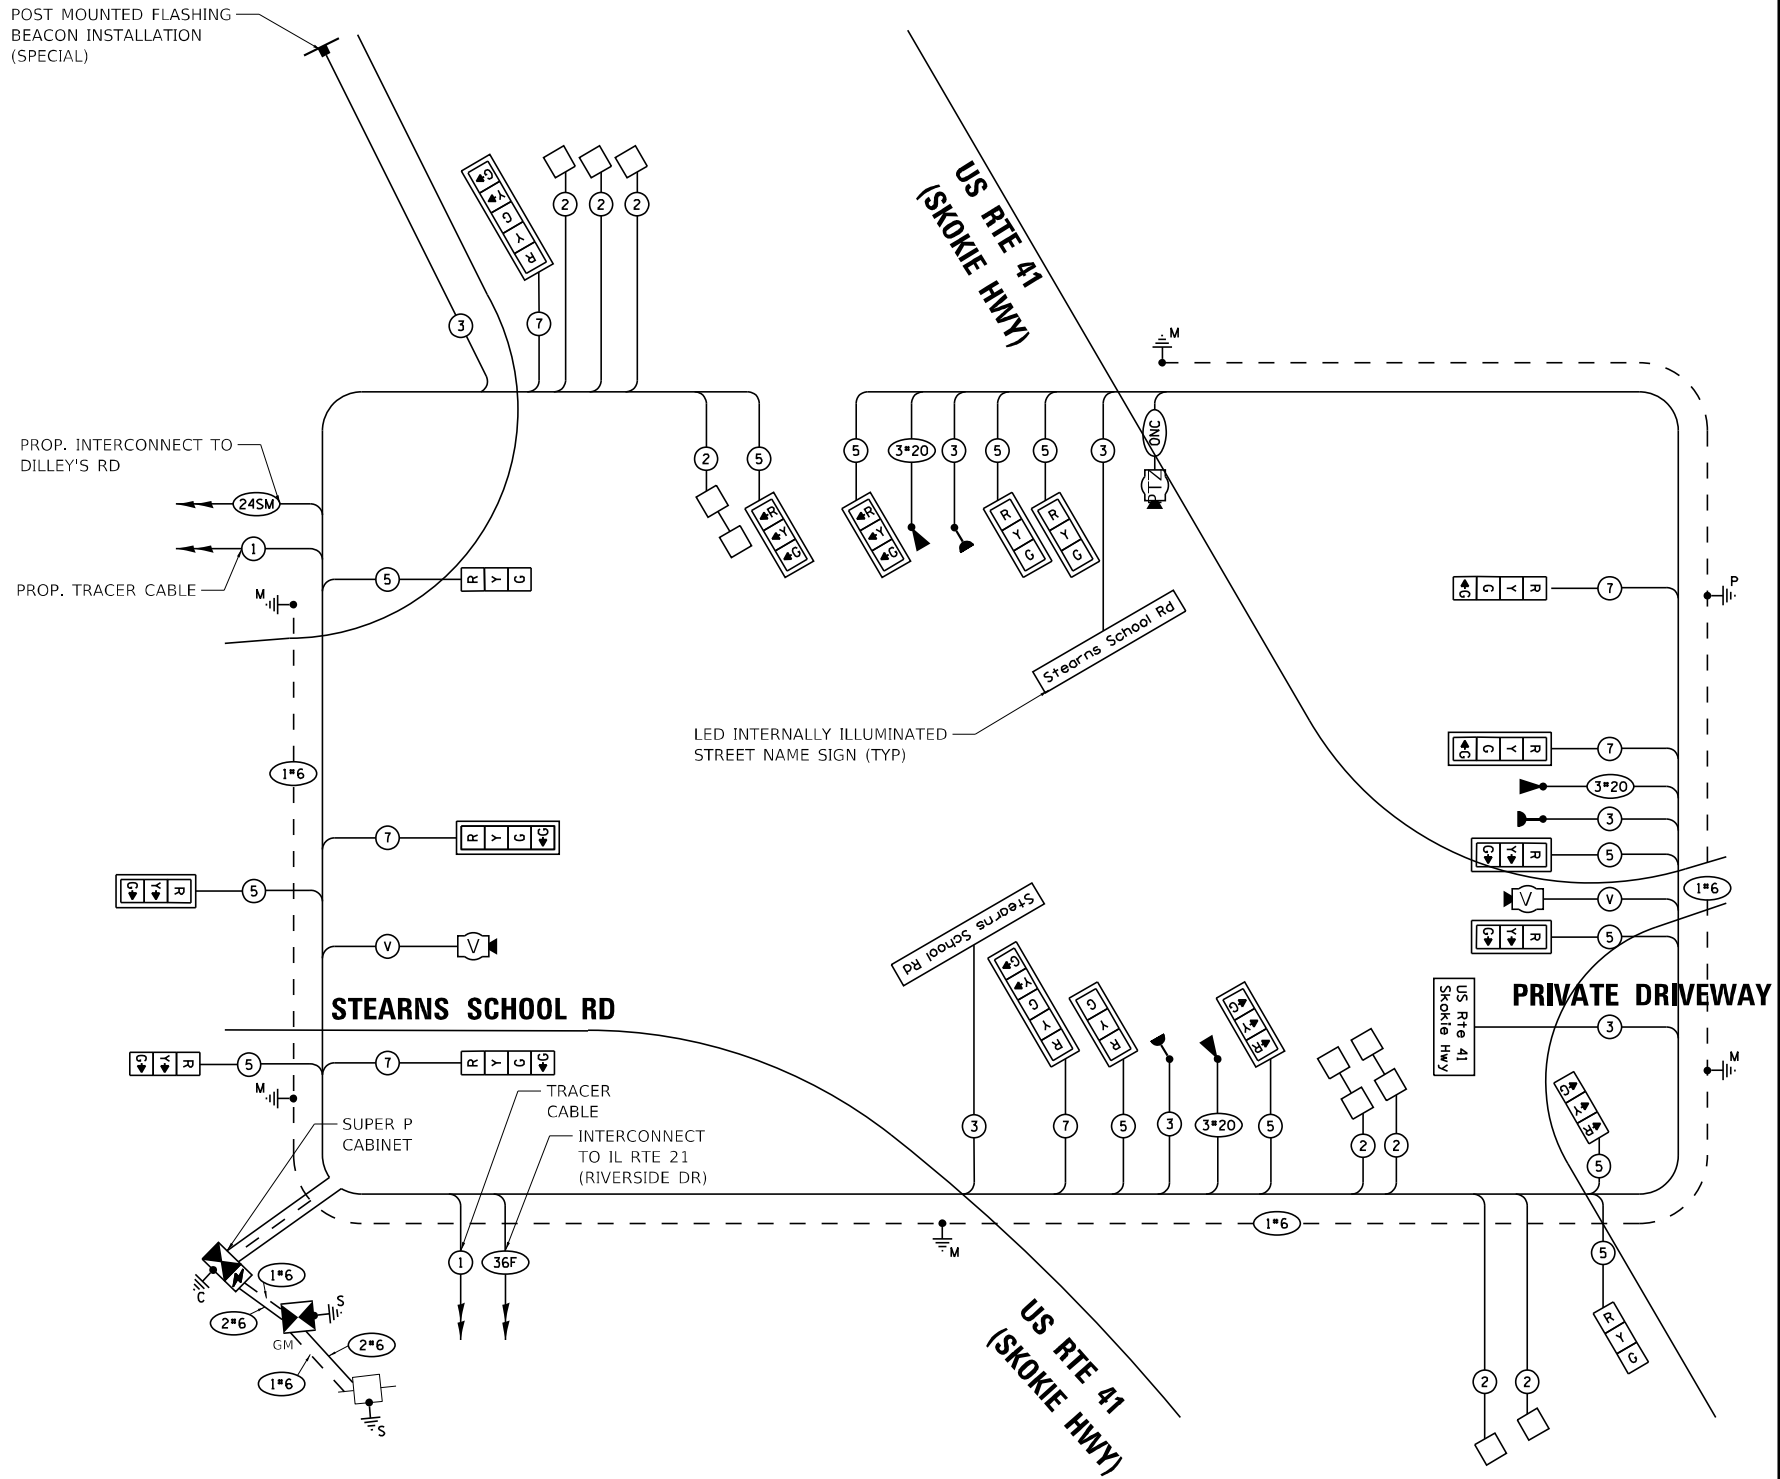 POST MOUNTED FLASHING
BEACON INSTALLATION
(SPECIAL)
G Y G Y R
2 2 2
3
7
US RTE 41
(SKOKIE HWY)
M
PROP. INTERCONNECT TO
DILLEY'S RD
24SM
1
PROP. TRACER CABLE
M
5
R Y G
2
5
R Y G
5
3#20
3
5
5
3
ONC
PTZ
R Y G
R Y G
R Y G
Stearns School Rd
LED INTERNALLY ILLUMINATED
STREET NAME SIGN (TYP)
G G Y R
7
P
G G Y R
7
3#20
3
G Y R
5
1#6
V
V
G Y R
5
1#6
7
R Y G G
G Y R
5
V
V
STEARNS SCHOOL RD
Stearns School Rd
G Y G Y R
G Y R
G Y R
US Rte 41
Skokie Hwy
PRIVATE DRIVEWAY
3
M
G Y R
5
7
R Y G G
M
TRACER
CABLE
SUPER P
CABINET
INTERCONNECT
TO IL RTE 21
(RIVERSIDE DR)
3
7
5
3
3#20
5
2
2
G Y R
5
1#6
M
1
36F
5
C
1#6
2#6
S
GM
2#6
1#6
S
US RTE 41
(SKOKIE HWY)
R Y G
2
2